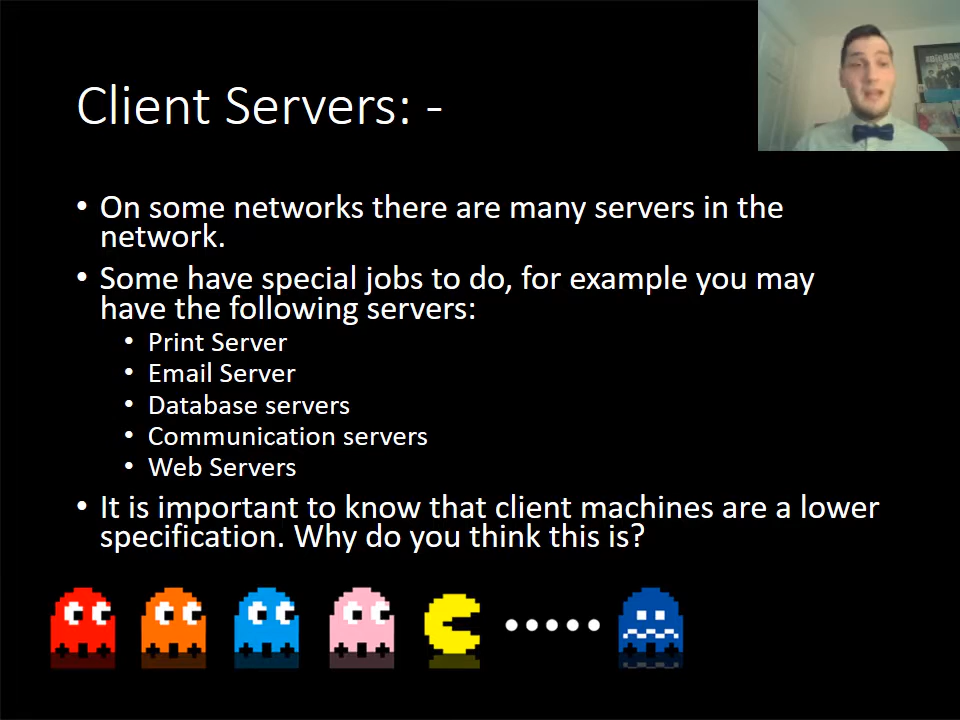 Client Servers: -
• On some networks there are many servers in the
network.
• Some have special jobs to do, for example you may
have the following servers:
• Print Server
• Email Server
• Database servers
• Communication servers
• Web Servers
• It is important to know that client machines are a lower
specification. Why do you think this is?